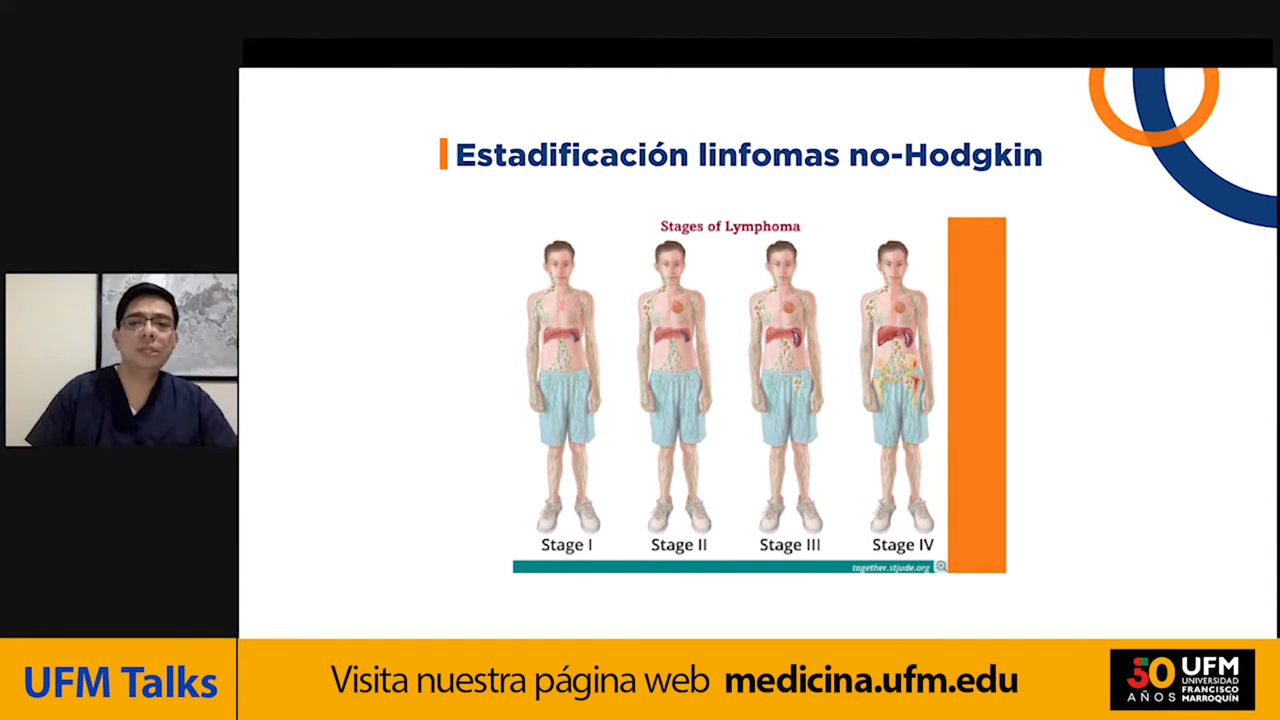 Estadificación linfomas no-Hodgkin
Stages of Lymphoma
Stage I
Stage II
Stage III
Stage IV
together.stjude.org
UFM Talks
Visita nuestra página web medicina.ufm.edu
50
AÑOS
UFM
UNIVERSIDAD
FRANCISCO
MARROQUÍN